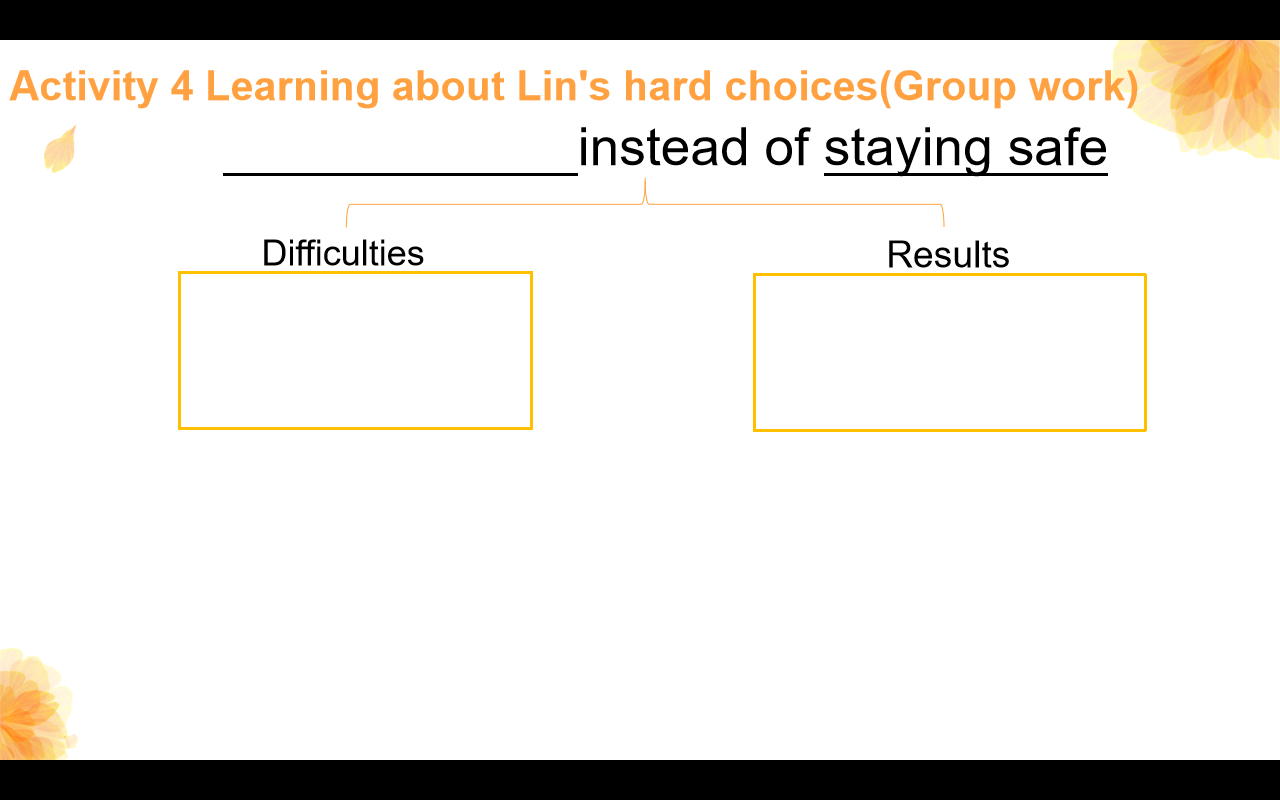 Activity 4 Learning about Lin's hard choices(Group work)
instead of staying safe
Difficulties
Results